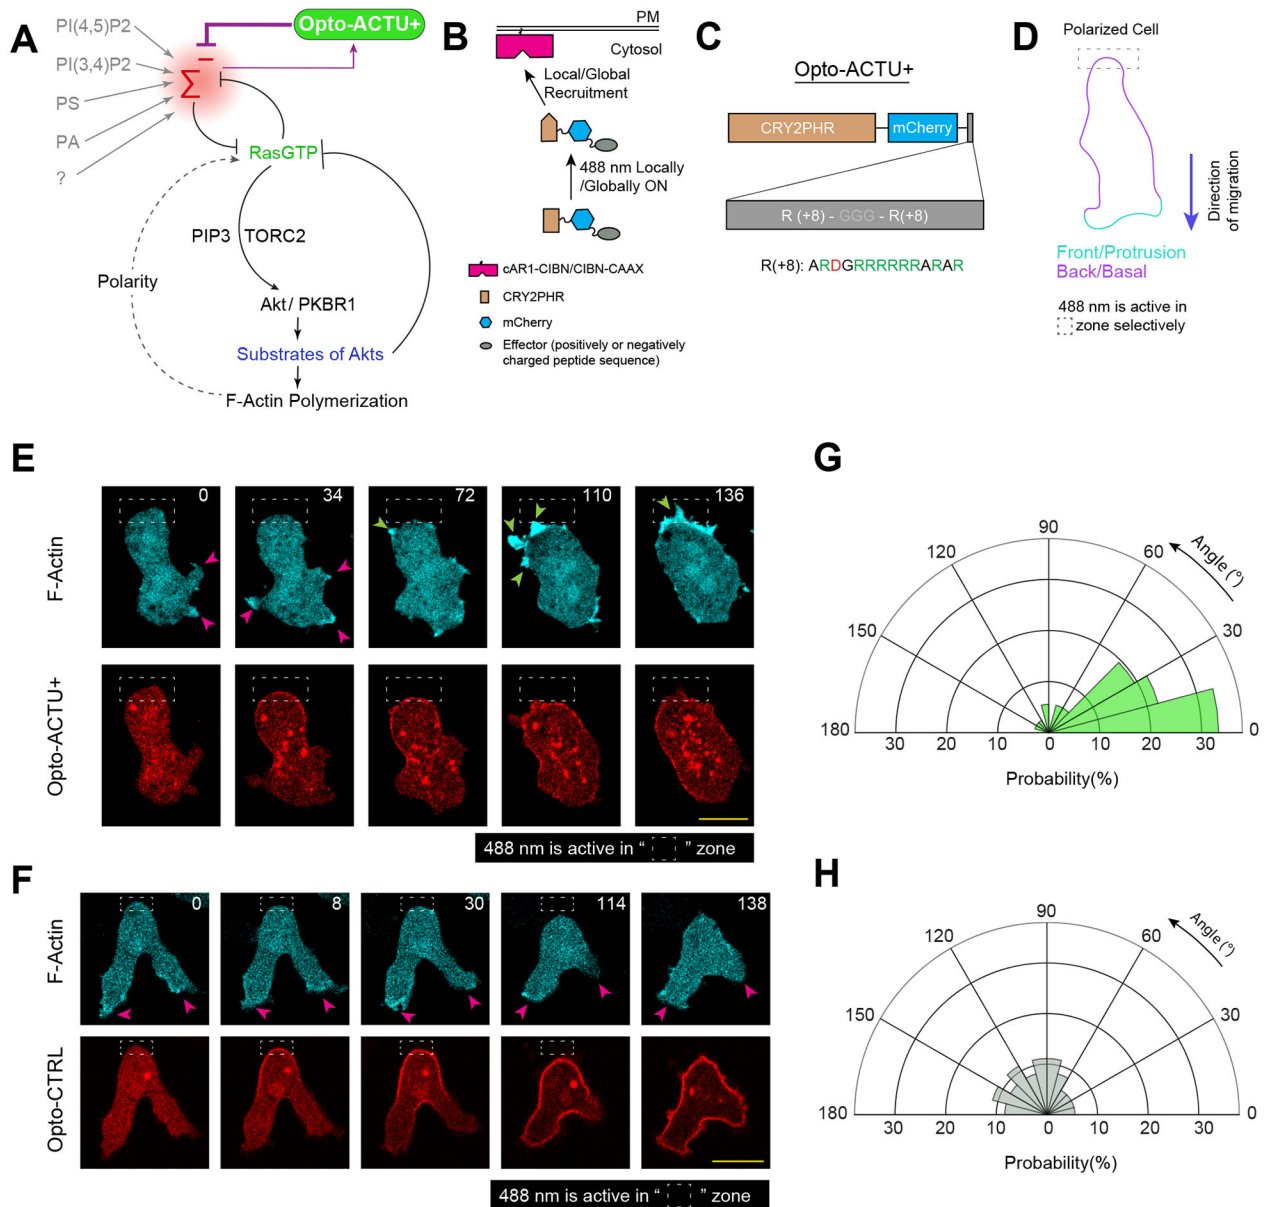 A
PI(4,5)P2
PI(3,4)P2
PS
PA
?
Σ
−
Opto-ACTU+
RasGTP
PIP3
TORC2
Polarity
Akt/ PKBR1
Substrates of Akts
F-Actin Polymerization
B
PM
Cytosol
Local/Global
Recruitment
488 nm Locally
/Globally ON
cAR1-CIBN/CIBN-CAAX
CRY2PHR
mCherry
Effector (positively or negatively
charged peptide sequence)
C
Opto-ACTU+
CRY2PHR
mCherry
R (+8) - GGG - R(+8)
R(+8): ARDGRRRRRRARAR
D
Polarized Cell
Direction
of migration
Front/Protrusion
Back/Basal
488 nm is active in
zone selectively
E
F-Actin
0
34
72
110
136
Opto-ACTU+
488 nm is active in “ ” zone
F
F-Actin
0
8
30
114
138
Opto-CTRL
488 nm is active in “ ” zone
G
90
120
60
Angle (°)
150
30
180
0
30
20
10
0
10
20
30
Probability(%)
H
90
120
60
Angle (°)
150
30
180
0
30
20
10
0
10
20
30
Probability(%)